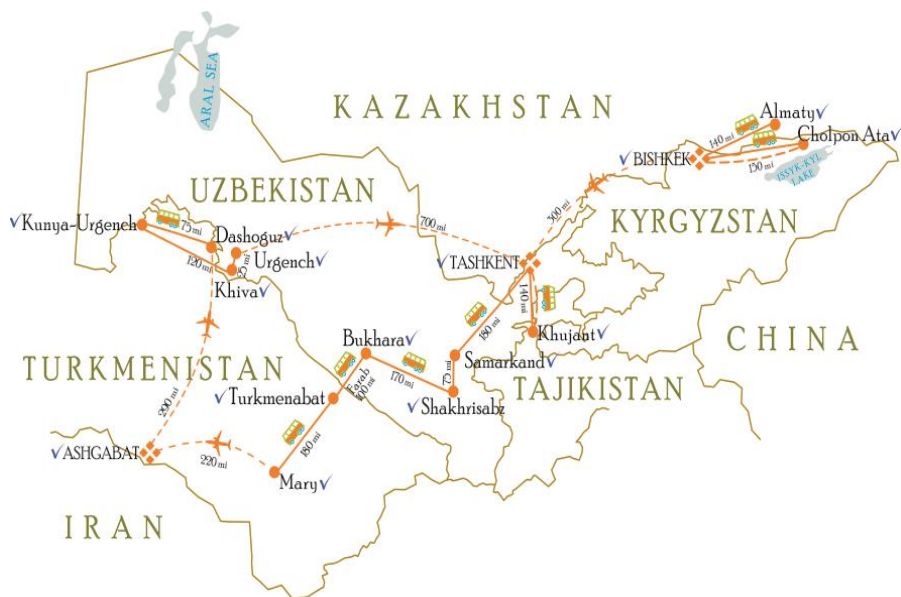 ARAL SEA
KAZAKHSTAN
Almaty
140 mi
Cholpon Ata
BISHKEK
150 mi
ISSYK-KYL
LAKE
UZBEKISTAN
300 mi
KYRGYZSTAN
Kunya-Urgench
75 mi
Dashoguz
700 mi
120 mi
Urgench
25 mi
TASHKENT
Khiva
140 mi
180 mi
Khujant
CHINA
Bukhara
Samarkand
TURKMENISTAN
Farab
100 mi
170 mi
72 mi
TAJIKISTAN
Turkmenabat
Shakhrisabz
290 mi
180 mi
ASHGABAT
220 mi
Mary
IRAN